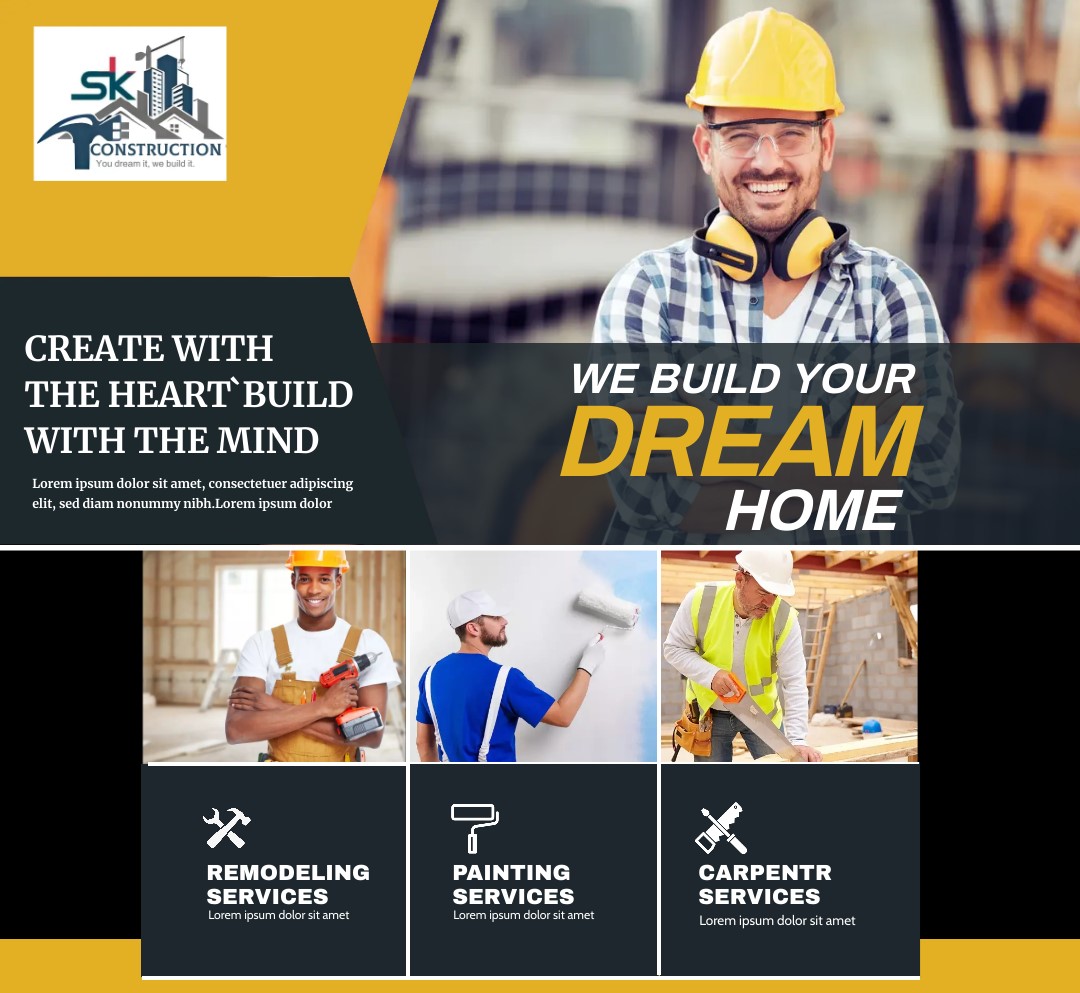 sk
CONSTRUCTION
You dream it, we build it.
CREATE WITH
THE HEART`BUILD
WITH THE MIND
Lorem ipsum dolor sit amet, consectetuer adipiscing
elit, sed diam nonummy nibh.Lorem ipsum dolor
WE BUILD YOUR
DREAM
HOME
REMODELING
SERVICES
Lorem ipsum dolor sit amet
PAINTING
SERVICES
Lorem ipsum dolor sit amet
CARPENTR
SERVICES
Lorem ipsum dolor sit amet